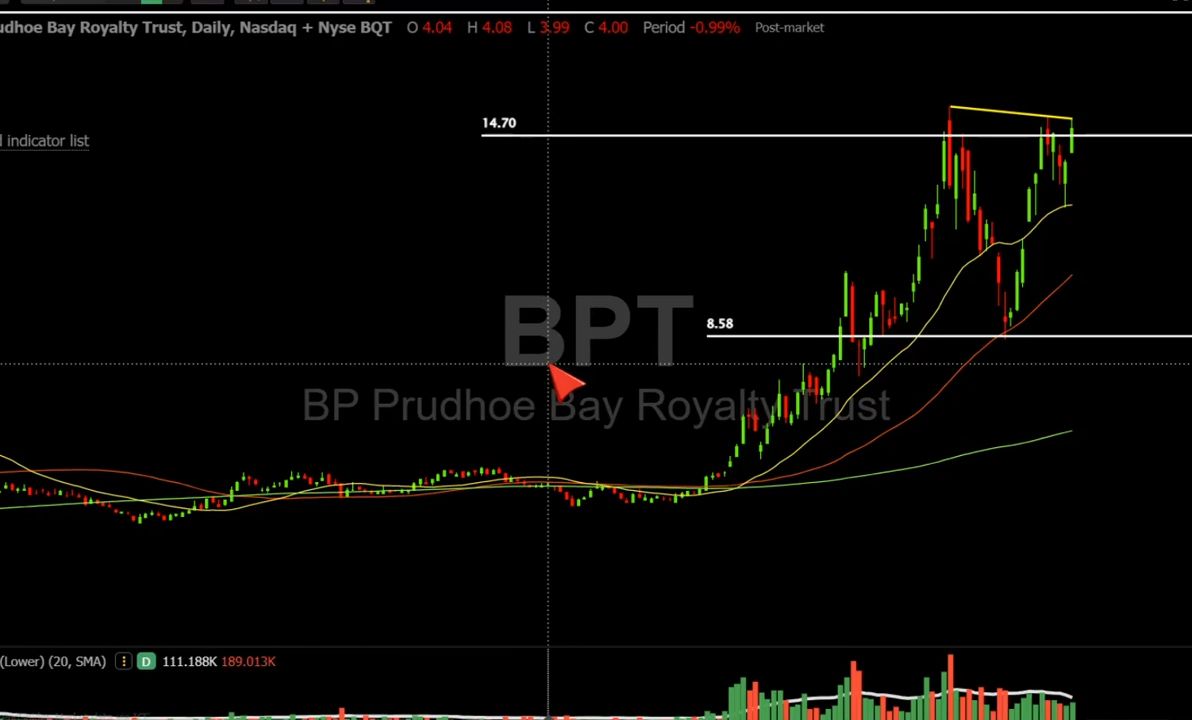 udhoe Bay Royalty Trust, Daily, Nasdaq + Nyse BQT O 4.04 H 4.08 L 3.99 C 4.00 Period -0.99% Post-market
14.70
indicator list
BPT
8.58
BP Prudhoe Bay Royalty Trust
(Lower) (20, SMA) D 111.188K 189.013K